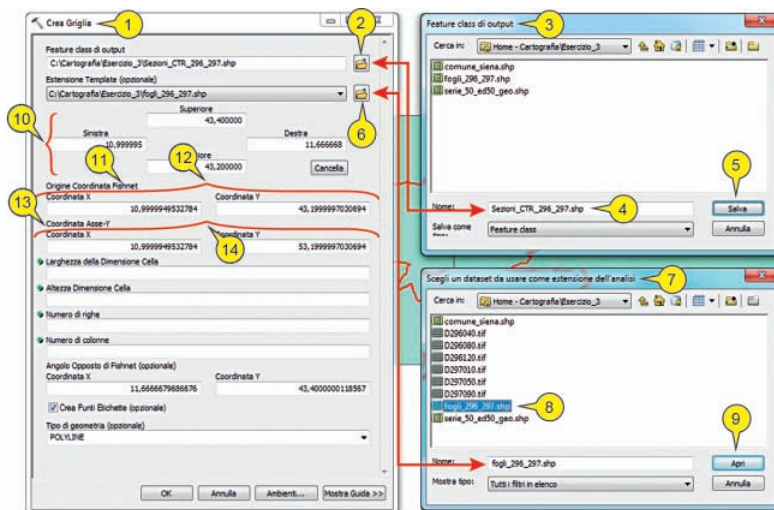 Crea Griglia
1
2
Feature class di output
C:\Cartografia\Esercizio_3\Sezioni_CTR_296_297.shp
Estensione Template (opzionale)
C:\Cartografia\Esercizio_3\fogli_296_297.shp
6
Superiore
43,400000
10
Sinistra
Destra
10,999995
11,666668
iore
43,200000
Cancella
11
12
Origine Coordinata Fishnet
Coordinata X
Coordinata Y
10,9999949532784
43,1999997030694
13
Coordinata Asse-Y
Coordinata X
Coordinata Y
14
10,9999949532784
53,1999997030694
Larghezza della Dimensione Cella
Altezza Dimensione Cella
Numero di righe
Numero di colonne
Angolo Opposto di Fishnet (opzionale)
Coordinata X
Coordinata Y
11,6666679686676
43,4000000118567
Crea Punti Etichette (opzionale)
Tipo di geometria (opzionale)
POLYLINE
OK
Annulla
Ambienti...
Mostra Guida >>
Feature class di output
3
Cerca in:
Home - Cartografia\Esercizio_3
comune_siena.shp
fogli_296_297.shp
serie_50_ed50_geo.shp
5
Nome:
Sezioni_CTR_296_297.shp
4
Salva
Salva come
tipo:
Feature class
Annulla
Scegli un dataset da usare come estensione dell'analisi
7
Cerca in:
Home - Cartografia\Esercizio_3
comune_siena.shp
D296040.tif
D296080.tif
D296120.tif
D297010.tif
D297050.tif
D297090.tif
fogli_296_297.shp
8
serie_50_ed50_geo.shp
9
Nome:
fogli_296_297.shp
Apri
Mostra tipo:
Tutti i filtri in elenco
Annulla